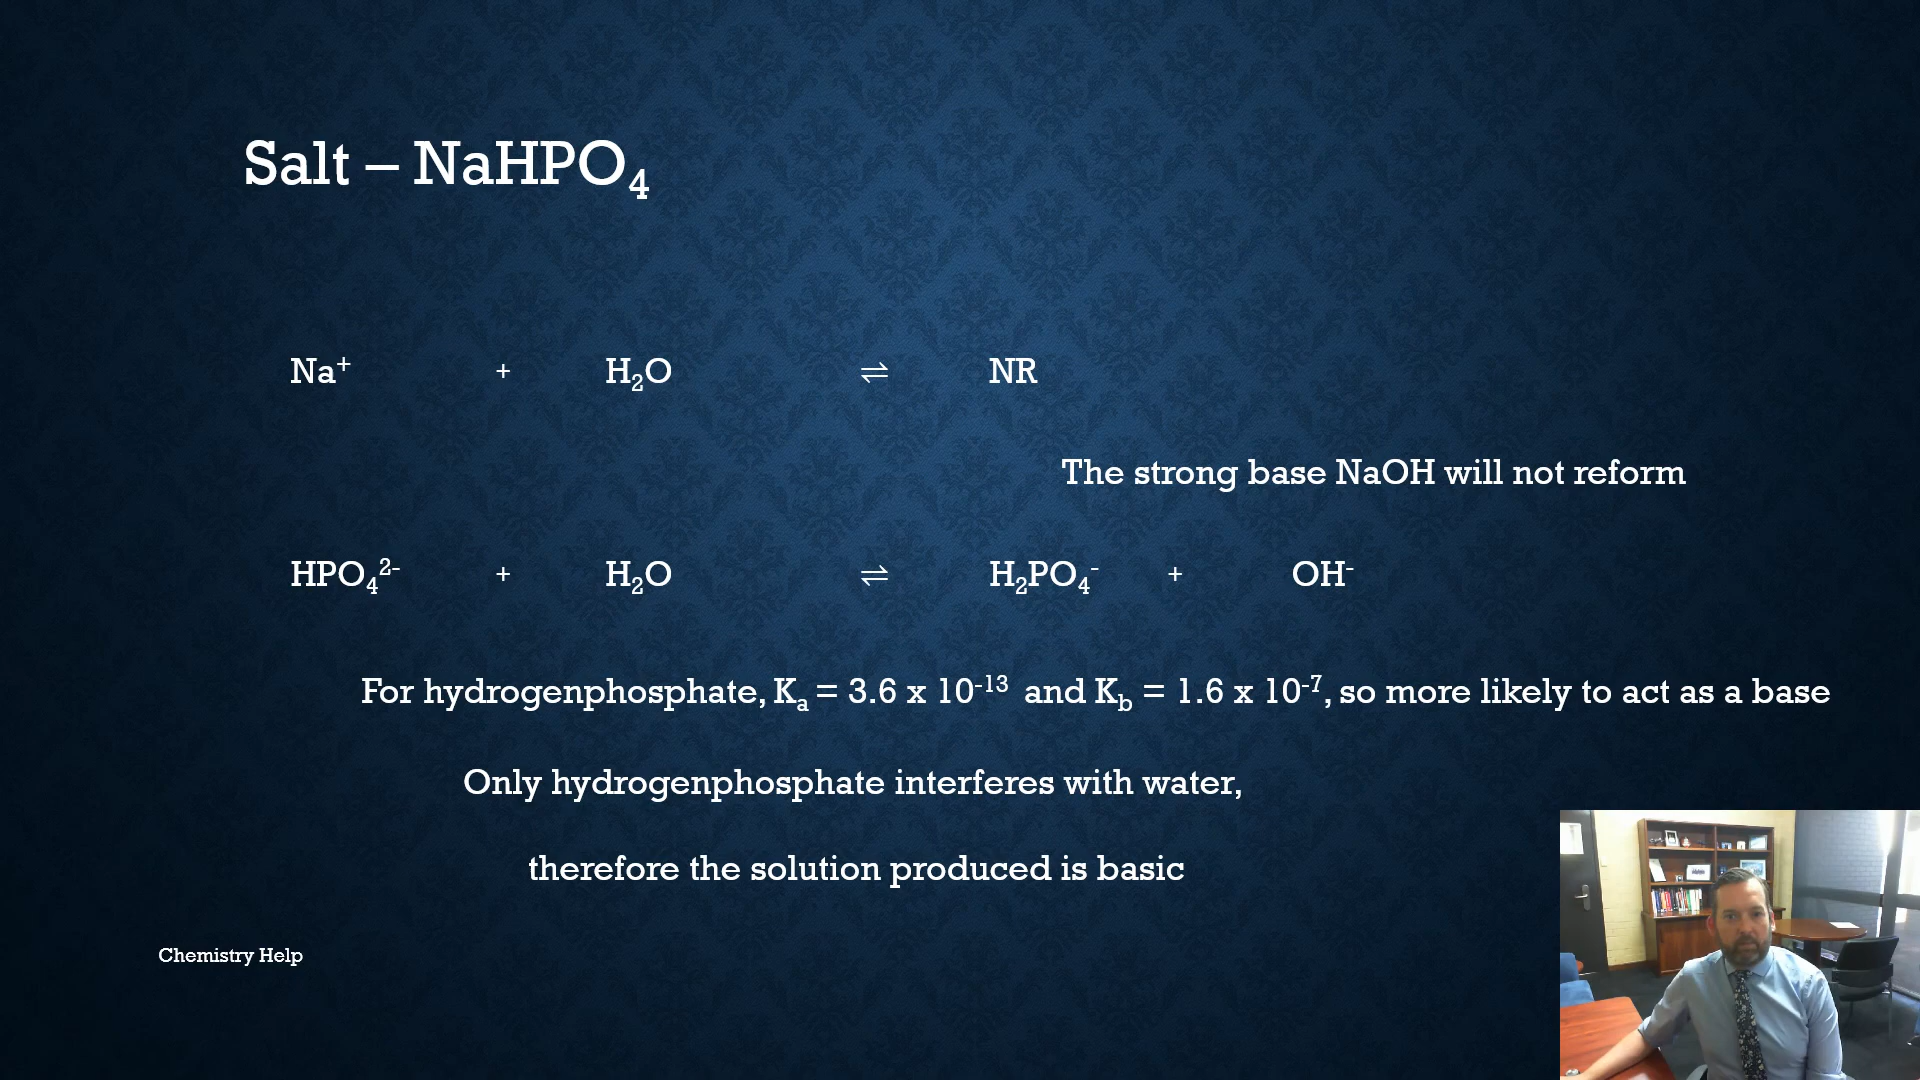 Salt – NaHPO₄
Na⁺ + H₂O ⇌ NR
The strong base NaOH will not reform
HPO₄²⁻ + H₂O ⇌ H₂PO₄⁻ + OH⁻
For hydrogenphosphate, Kₐ = 3.6 x 10⁻¹³ and K_b = 1.6 x 10⁻⁷, so more likely to act as a base
Only hydrogenphosphate interferes with water,
therefore the solution produced is basic
Chemistry Help